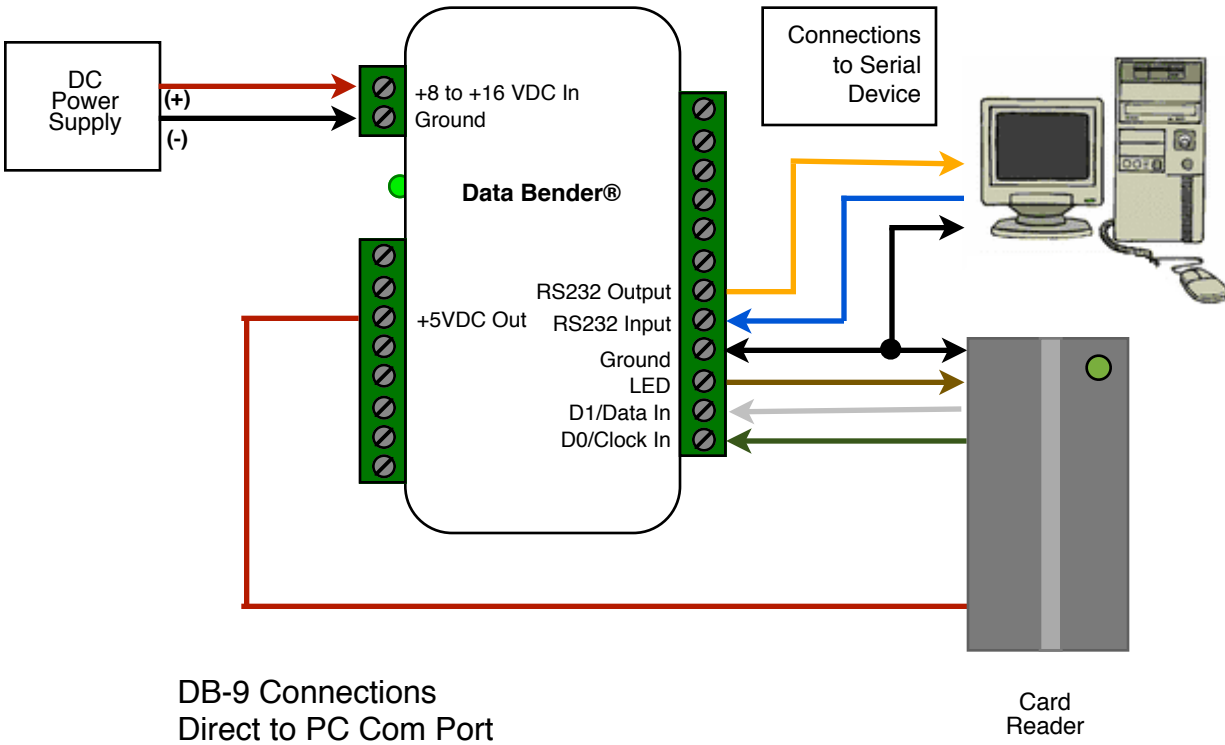 Connections
to Serial
Device
DC
Power
Supply
(+)
(-)
+8 to +16 VDC In
Ground
Data Bender®
RS232 Output
+5VDC Out
RS232 Input
Ground
LED
D1/Data In
D0/Clock In
DB-9 Connections
Direct to PC Com Port
Card
Reader